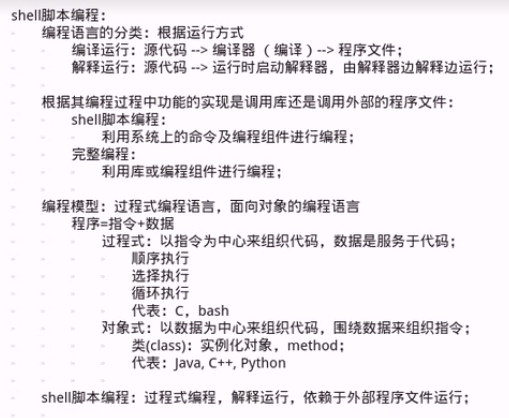 shell脚本编程：
编程语言的分类：根据运行方式
编译运行：源代码 --> 编译器 （编译）--> 程序文件；
解释运行：源代码 --> 运行时启动解释器，由解释器边解释边运行；
根据其编程过程中功能的实现是调用库还是调用外部的程序文件：
shell脚本编程：
利用系统上的命令及编程组件进行编程；
完整编程：
利用库或编程组件进行编程；
编程模型：过程式编程语言，面向对象的编程语言
程序=指令+数据
过程式：以指令为中心来组织代码，数据是服务于代码；
顺序执行
选择执行
循环执行
代表：C，bash
对象式：以数据为中心来组织代码，围绕数据来组织指令；
类(class)：实例化对象，method；
代表：Java, C++, Python
shell脚本编程：过程式编程，解释运行，依赖于外部程序文件运行；